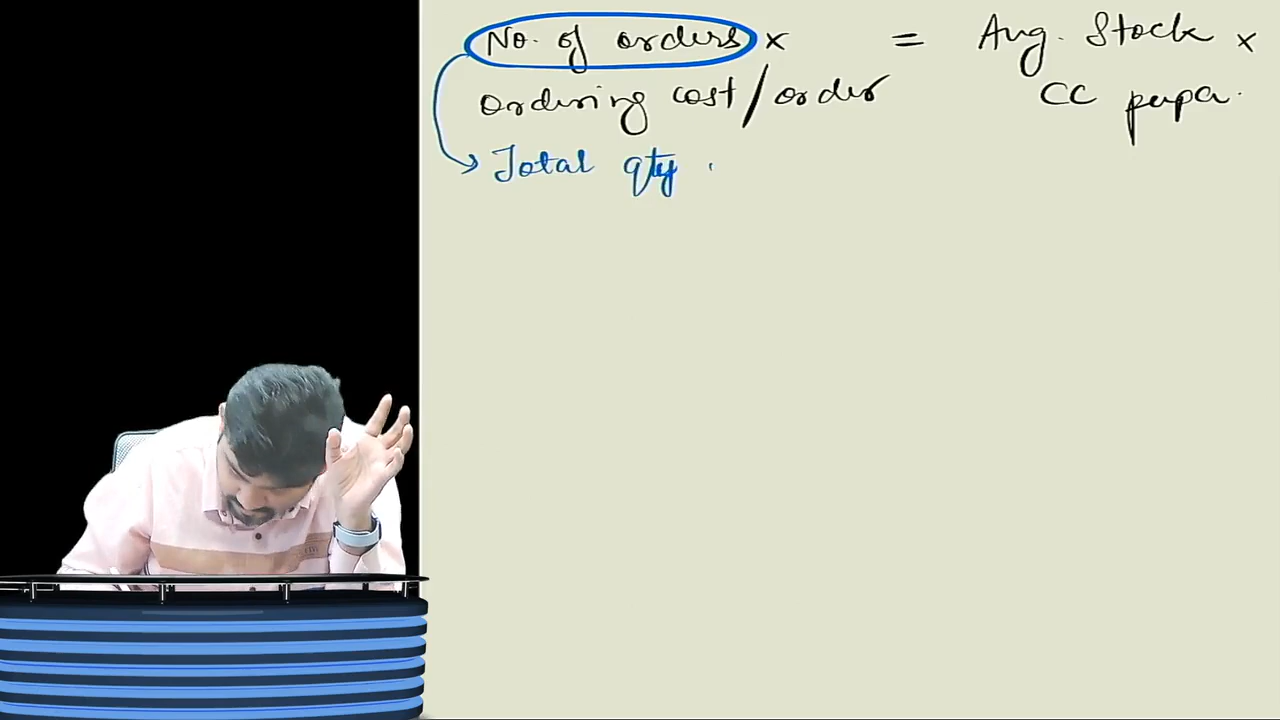 No. of orders x = Avg. Stock x
ordering cost/order CC pupa.
Total qty